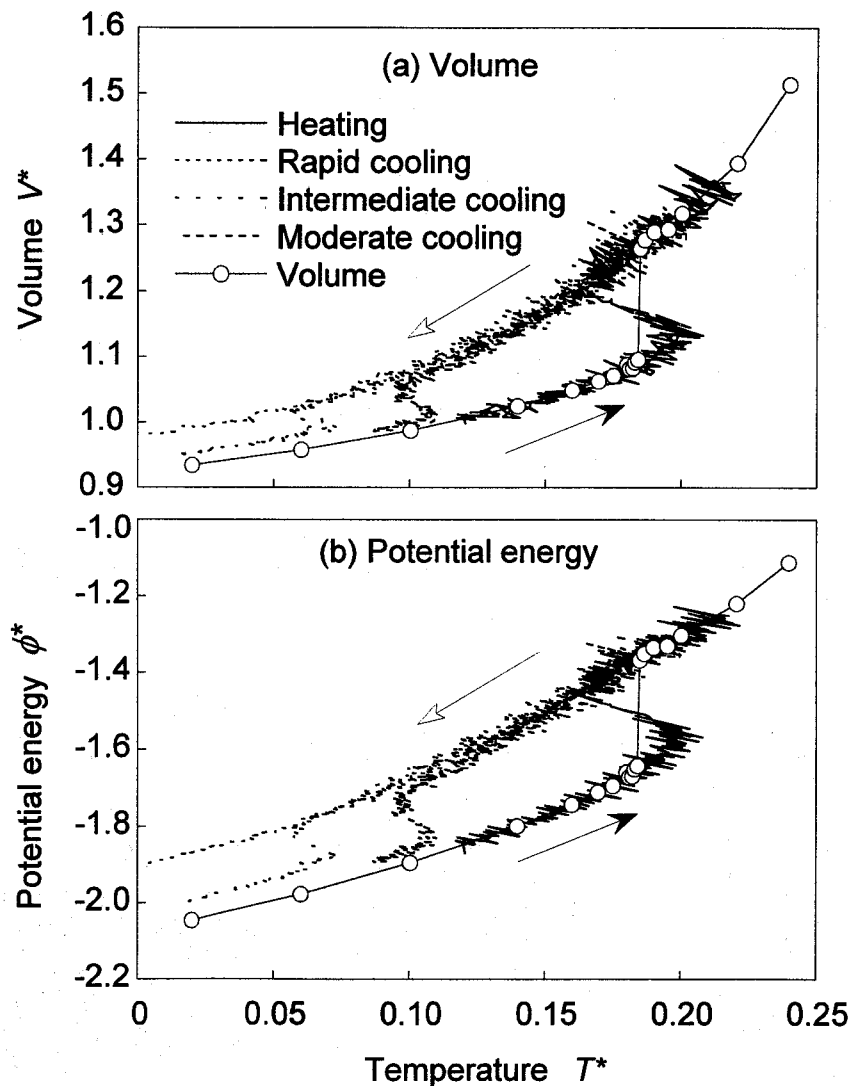 1.6
(a) Volume
1.5
Heating
1.4
Rapid cooling
Intermediate cooling
1.3
Moderate cooling
Volume
1.2
1.1
1.0
0.9
Volume V*
-1.0
(b) Potential energy
-1.2
-1.4
-1.6
-1.8
-2.0
-2.2
Potential energy ϕ*
0 0.05 0.10 0.15 0.20 0.25
Temperature T*